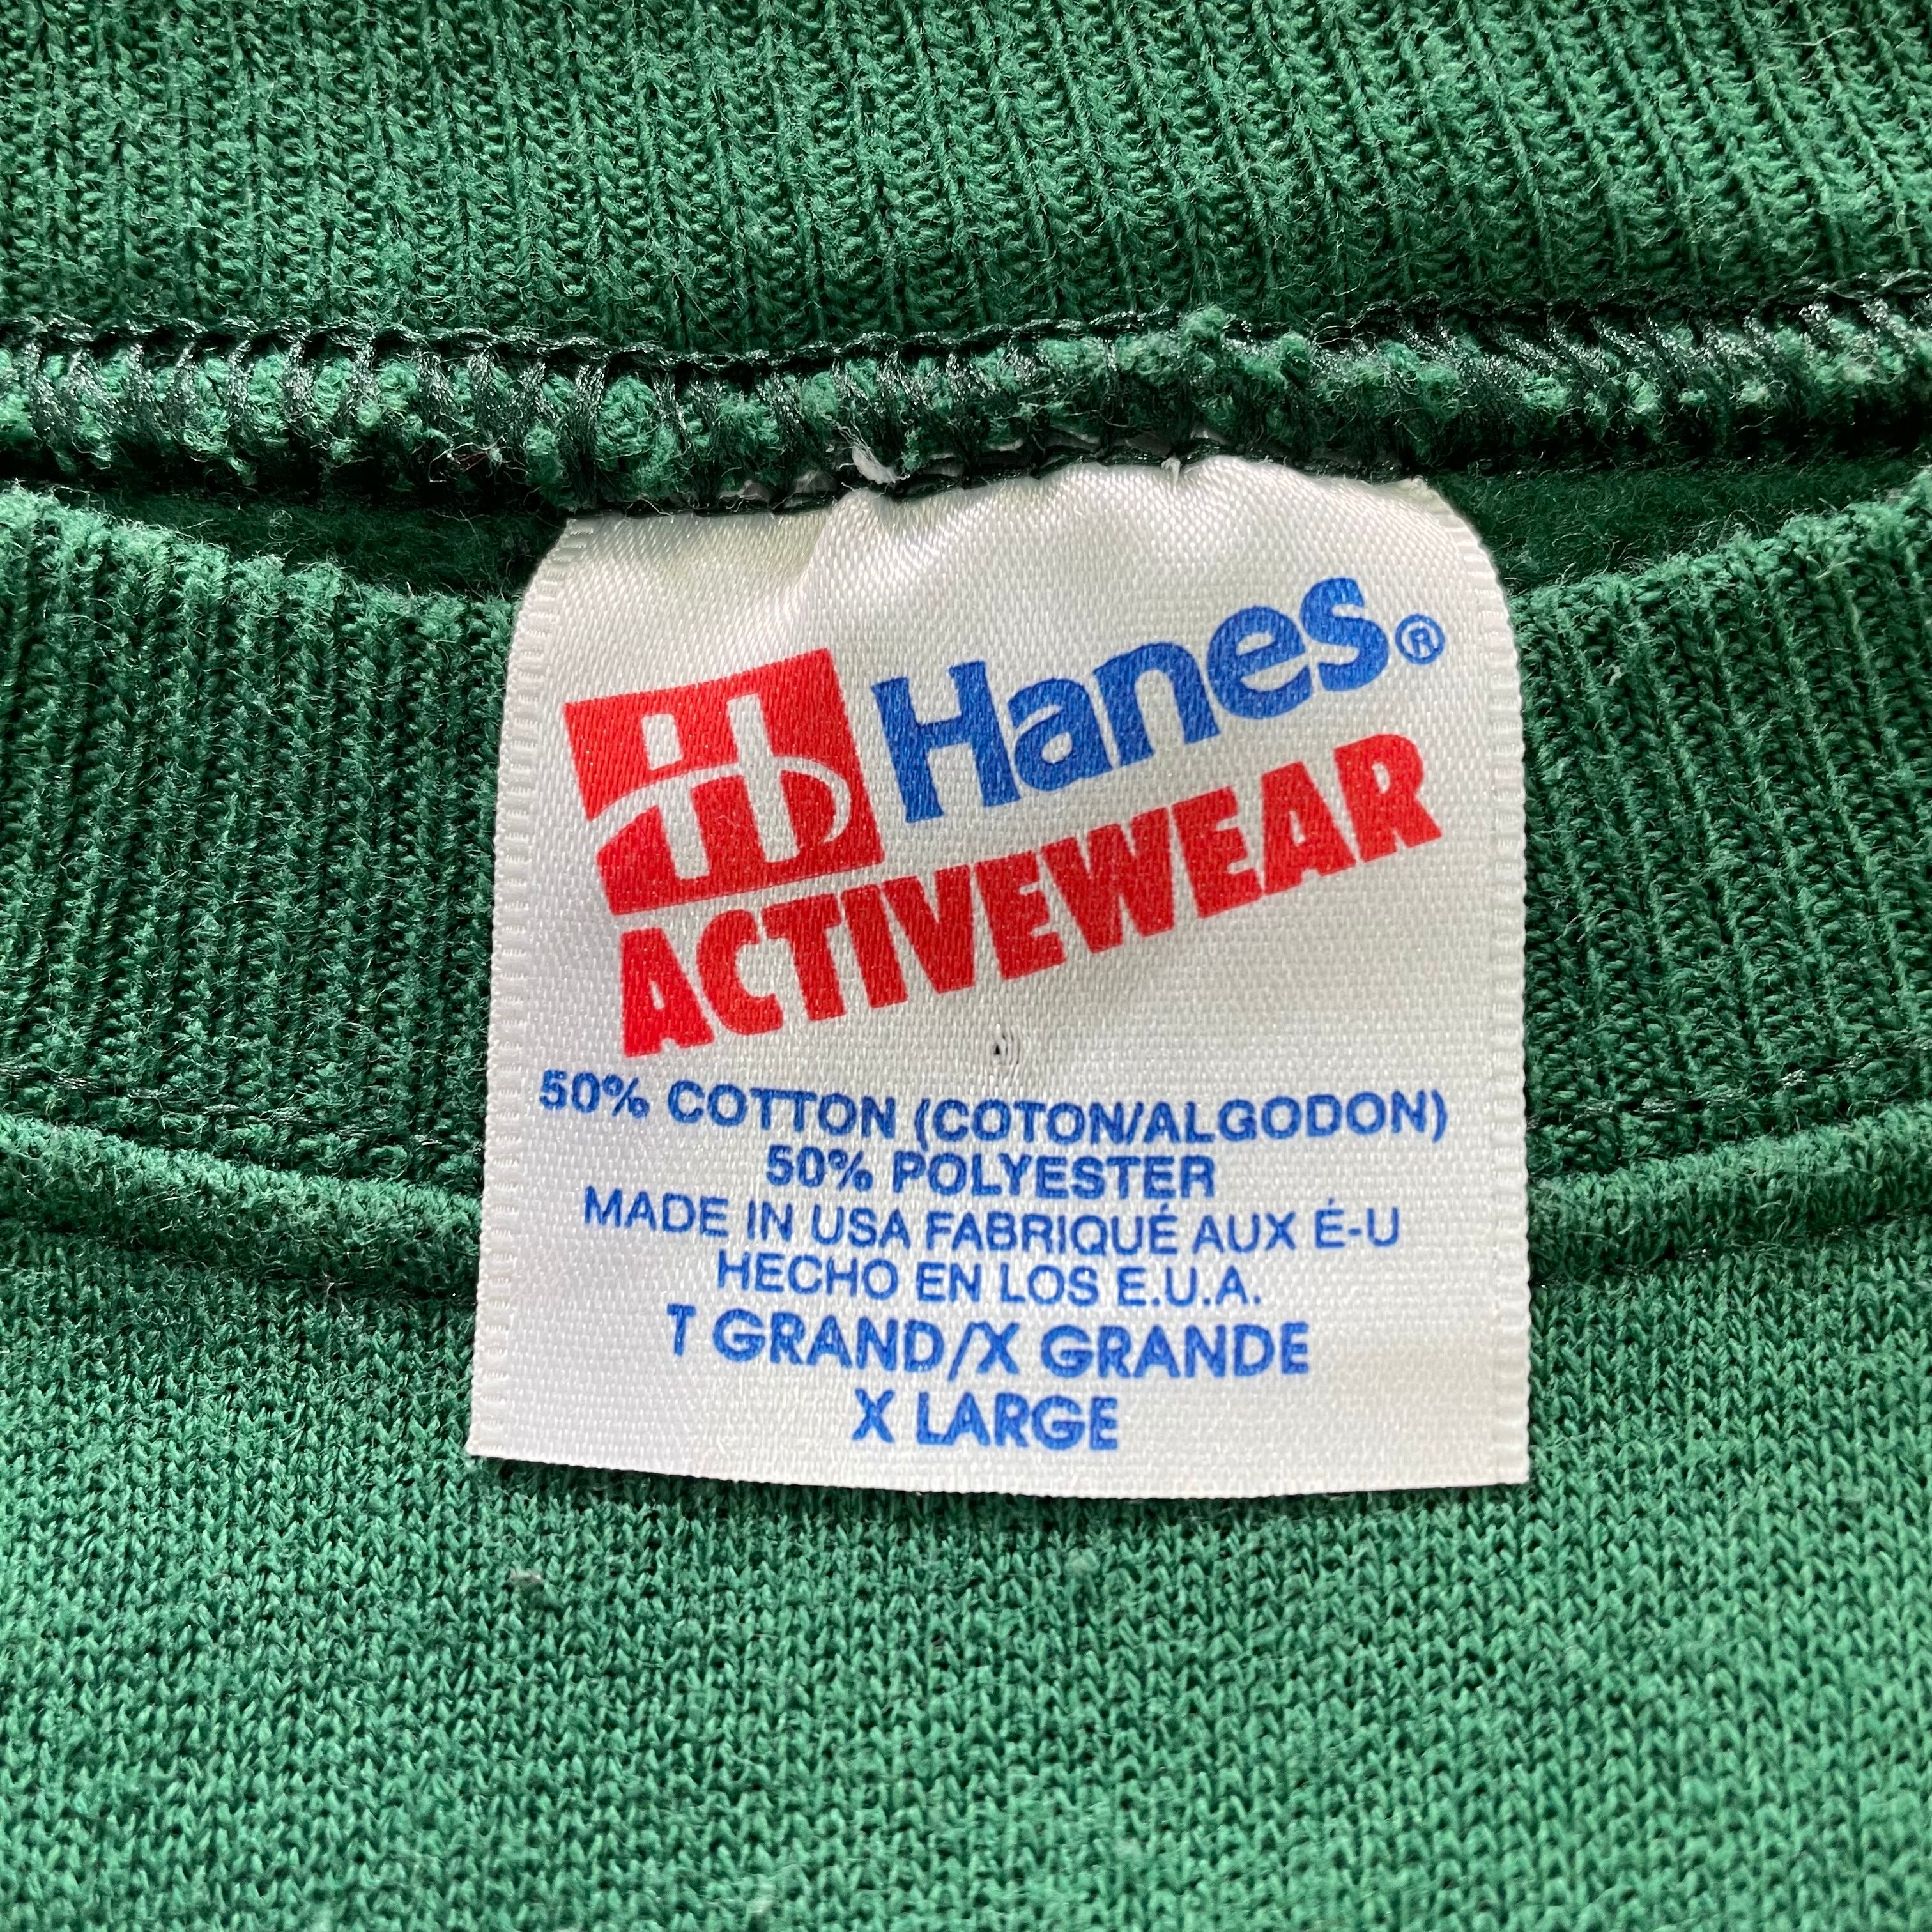 Hanes®
ACTIVEWEAR
50% COTTON (COTON/ALGODON)
50% POLYESTER
MADE IN USA FABRIQUÉ AUX É-U
HECHO EN LOS E.U.A.
T GRAND/X GRANDE
X LARGE